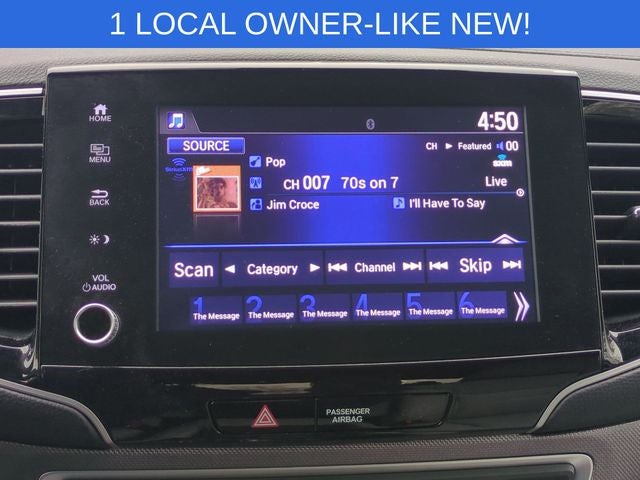 1 LOCAL OWNER-LIKE NEW!
4:50
HOME
SOURCE
CH ▶ Featured 00
MENU
SiriusXM
Pop
sxm
CH 007 70s on 7 Live
BACK
Jim Croce I'll Have To Say
VOL
AUDIO
Scan Category Channel Skip
1 2 3 4 5 6
The Message The Message The Message The Message The Message The Message
PASSENGER
AIRBAG